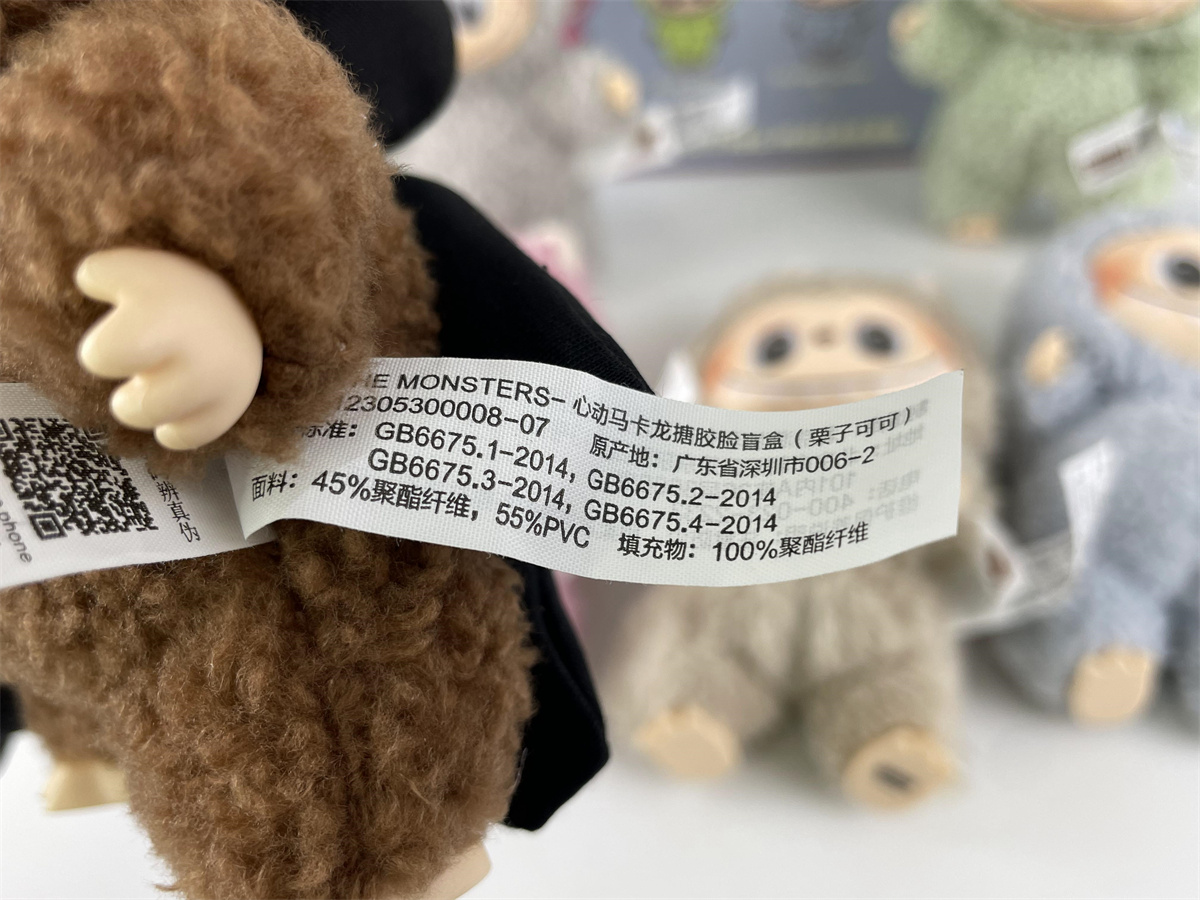 HE MONSTERS-心动马卡龙搪胶脸盲盒（栗子可可）
2305300008-07 原产地：广东省深圳市006-2
标准：GB6675.1-2014, GB6675.2-2014
GB6675.3-2014, GB6675.4-2014
面料：45%聚酯纤维，55%PVC 填充物：100%聚酯纤维
辨真伪
phone